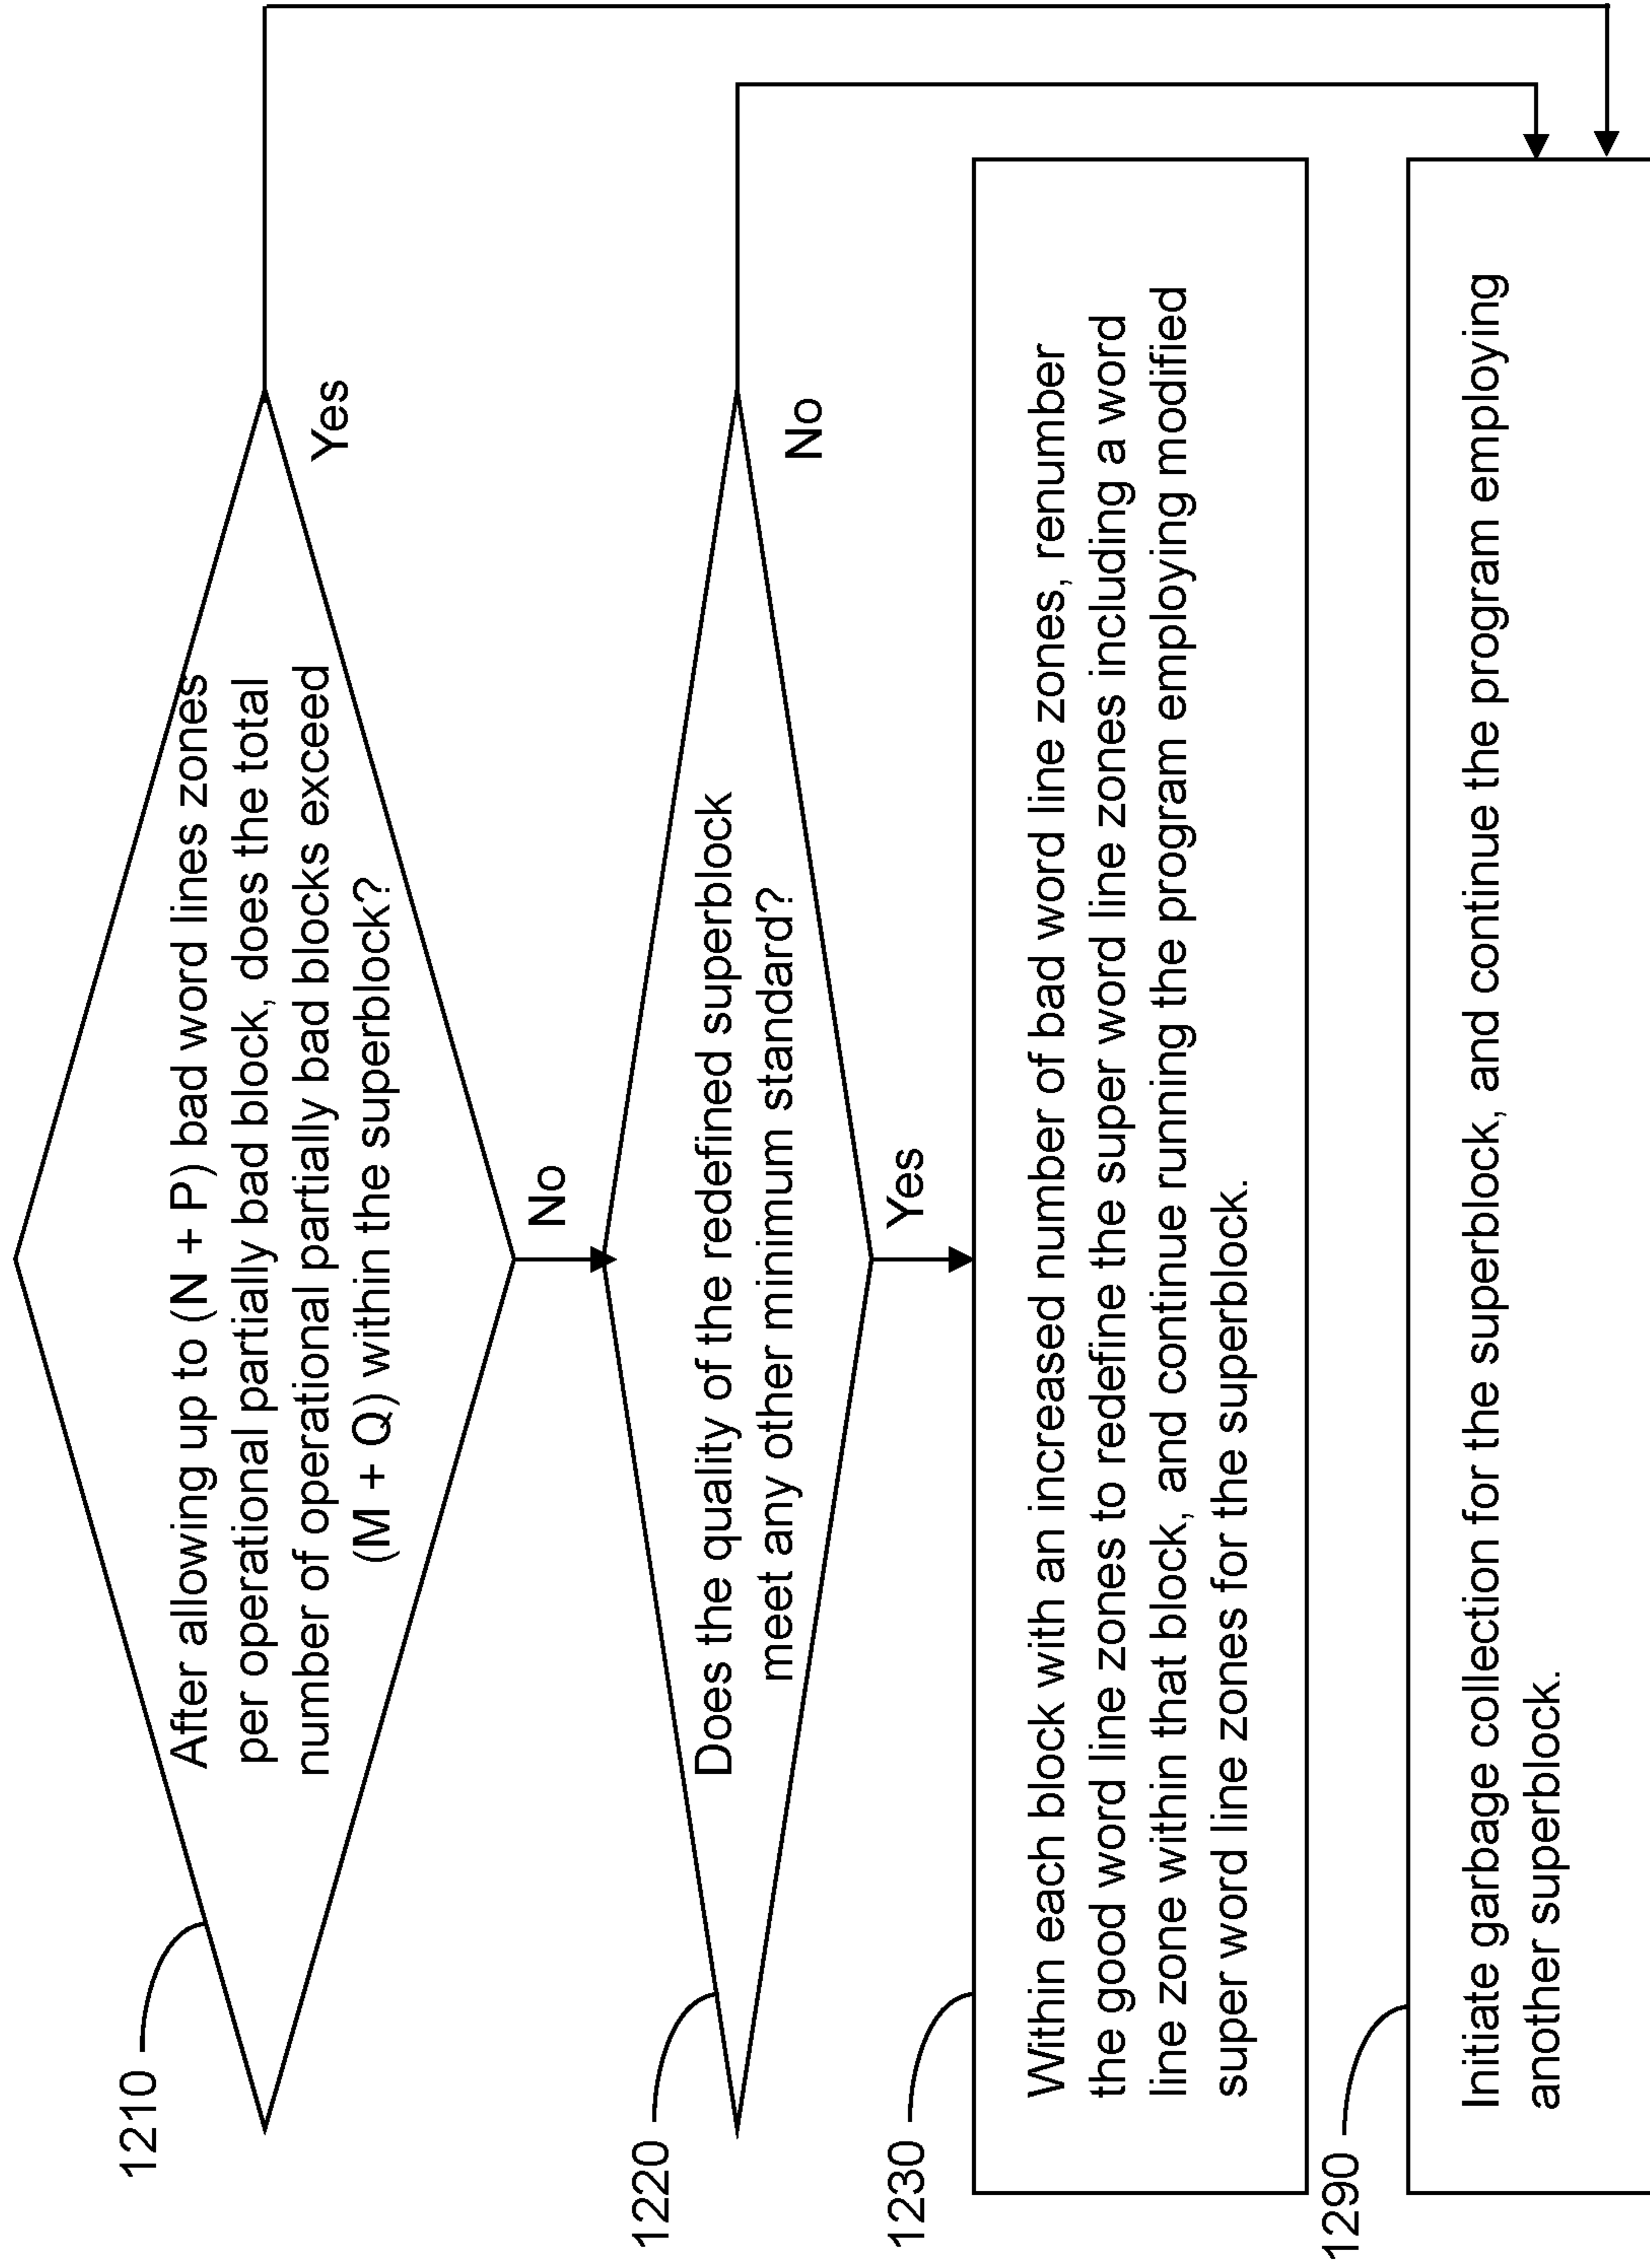 1210
After allowing up to (N + P) bad word lines zones
per operational partially bad block, does the total
number of operational partially bad blocks exceed
(M + Q) within the superblock?
Yes
No
1220
Does the quality of the redefined superblock
meet any other minimum standard?
No
Yes
1230
Within each block with an increased number of bad word line zones, renumber
the good word line zones to redefine the super word line zones including a word
line zone within that block, and continue running the program employing modified
super word line zones for the superblock.
1290
Initiate garbage collection for the superblock, and continue the program employing
another superblock.